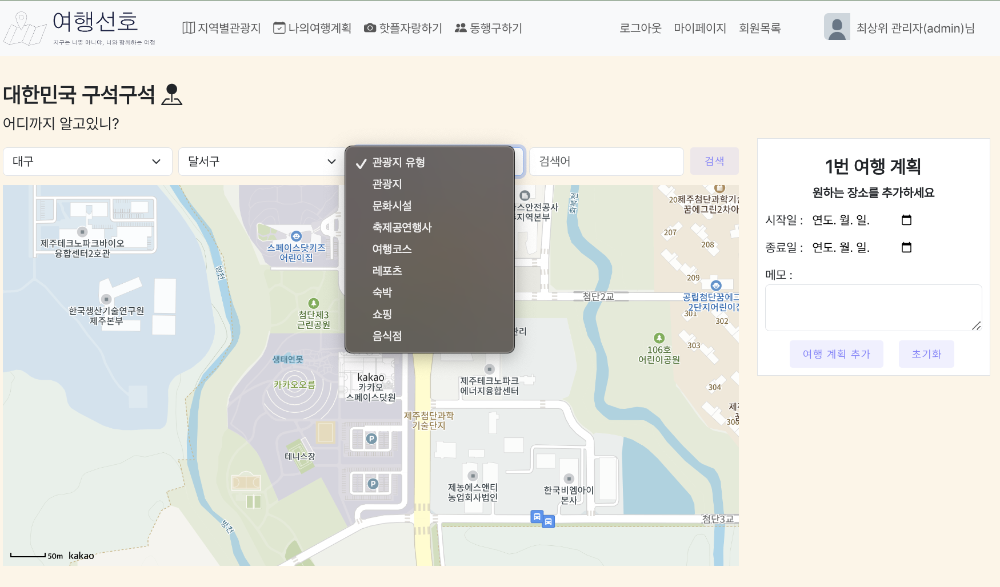 여행선호
지구는 너뿐 아니야, 너와 함께하는 여정
지역별관광지
나의여행계획
핫플자랑하기
동행구하기
로그아웃
마이페이지
회원목록
최상위 관리자(admin)님
대한민국 구석구석
어디까지 알고있니?
대구
달서구
검색어
검색
관광지 유형
관광지
문화시설
축제공연행사
여행코스
레포츠
숙박
쇼핑
음식점
1번 여행 계획
원하는 장소를 추가하세요
시작일 : 연도. 월. 일.
종료일 : 연도. 월. 일.
메모 :
여행 계획 추가
초기화
제주테크노파크바이오
융합센터2호관
스페이스닷키즈
어린이집
방천
한국생산기술연구원
제주본부
첨단제3
근린공원
생태연못
카카오오름
kakao
카카오
스페이스닷원
제주첨단과학
기술단지
테니스장
P
P
스안전공사
지역본부
화북천
20제주첨단과학기
꿈에그린2차아
207
208
209
공립첨단꿈에그
2단지어린이집
첨단2교
301
302
303
304
306
관리
106호
어린이공원
제주테크노파크
에너지융합센터
제농에스앤티
농업회사법인
한국비엠아이
본사
첨단3교
방천
50m kakao